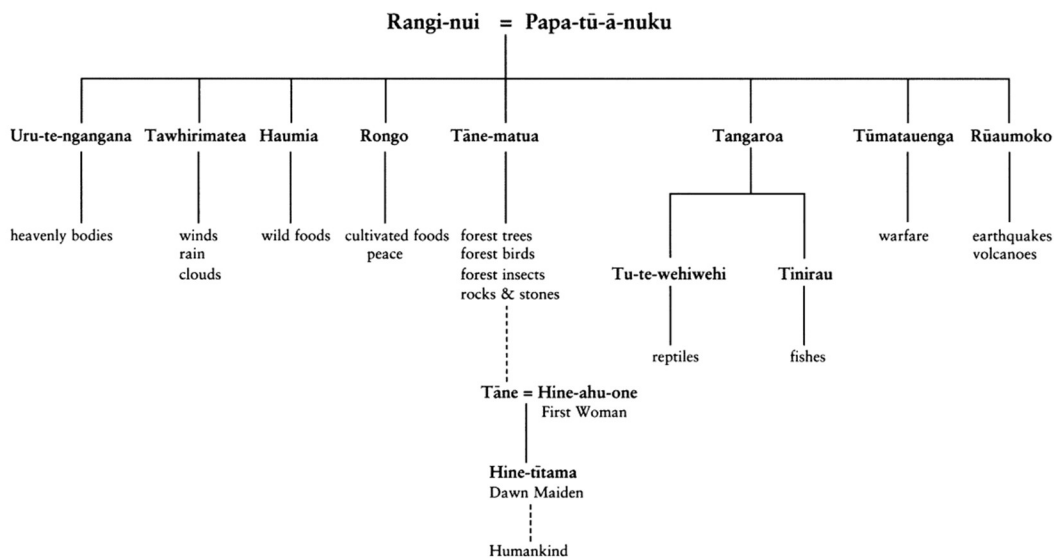 Rangi-nui = Papa-tū-ā-nuku
Uru-te-ngangana Tawhirimatea Haumia Rongo Tāne-matua Tangaroa Tūmatauenga Rūaumoko
heavenly bodies winds wild foods cultivated foods forest trees warfare earthquakes
rain peace forest birds volcanoes
clouds forest insects Tu-te-wehiwehi Tinirau
rocks & stones
reptiles fishes
Tāne = Hine-ahu-one
First Woman
Hine-tītama
Dawn Maiden
Humankind